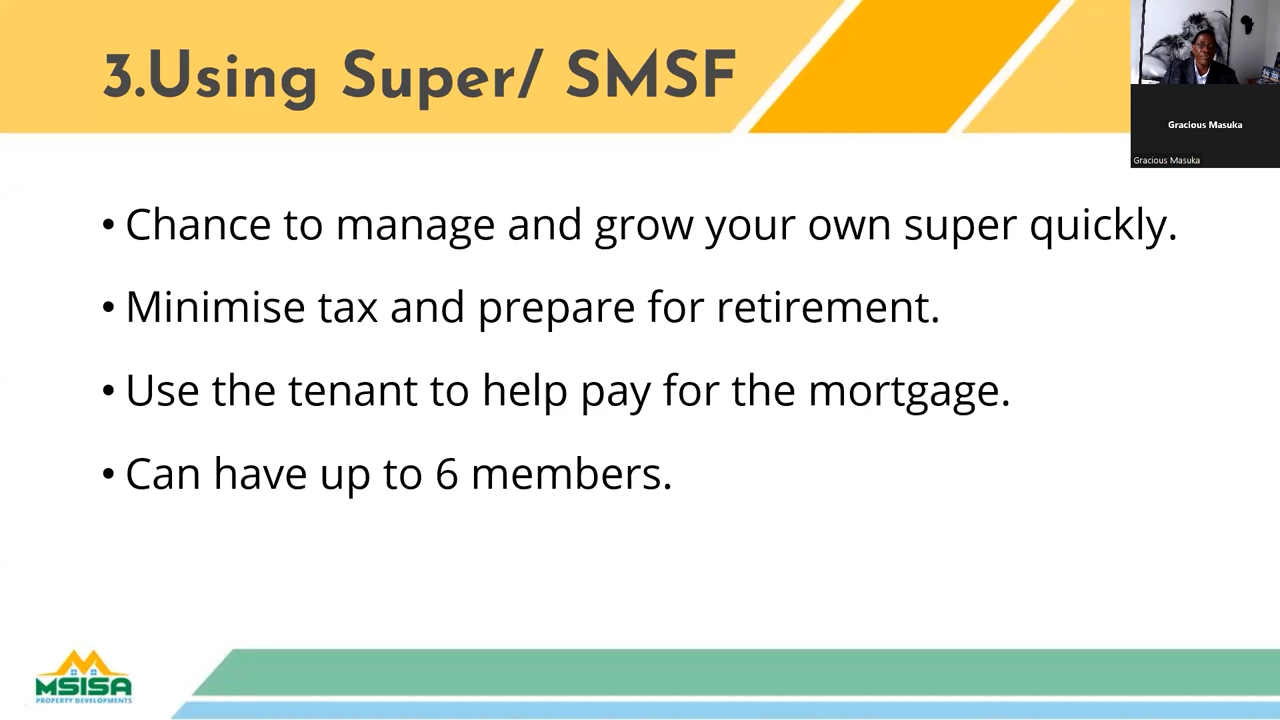 3.Using Super/ SMSF
Gracious Masuka
Gracious Masuka
• Chance to manage and grow your own super quickly.
• Minimise tax and prepare for retirement.
• Use the tenant to help pay for the mortgage.
• Can have up to 6 members.
MSISA
PROPERTY DEVELOPMENTS